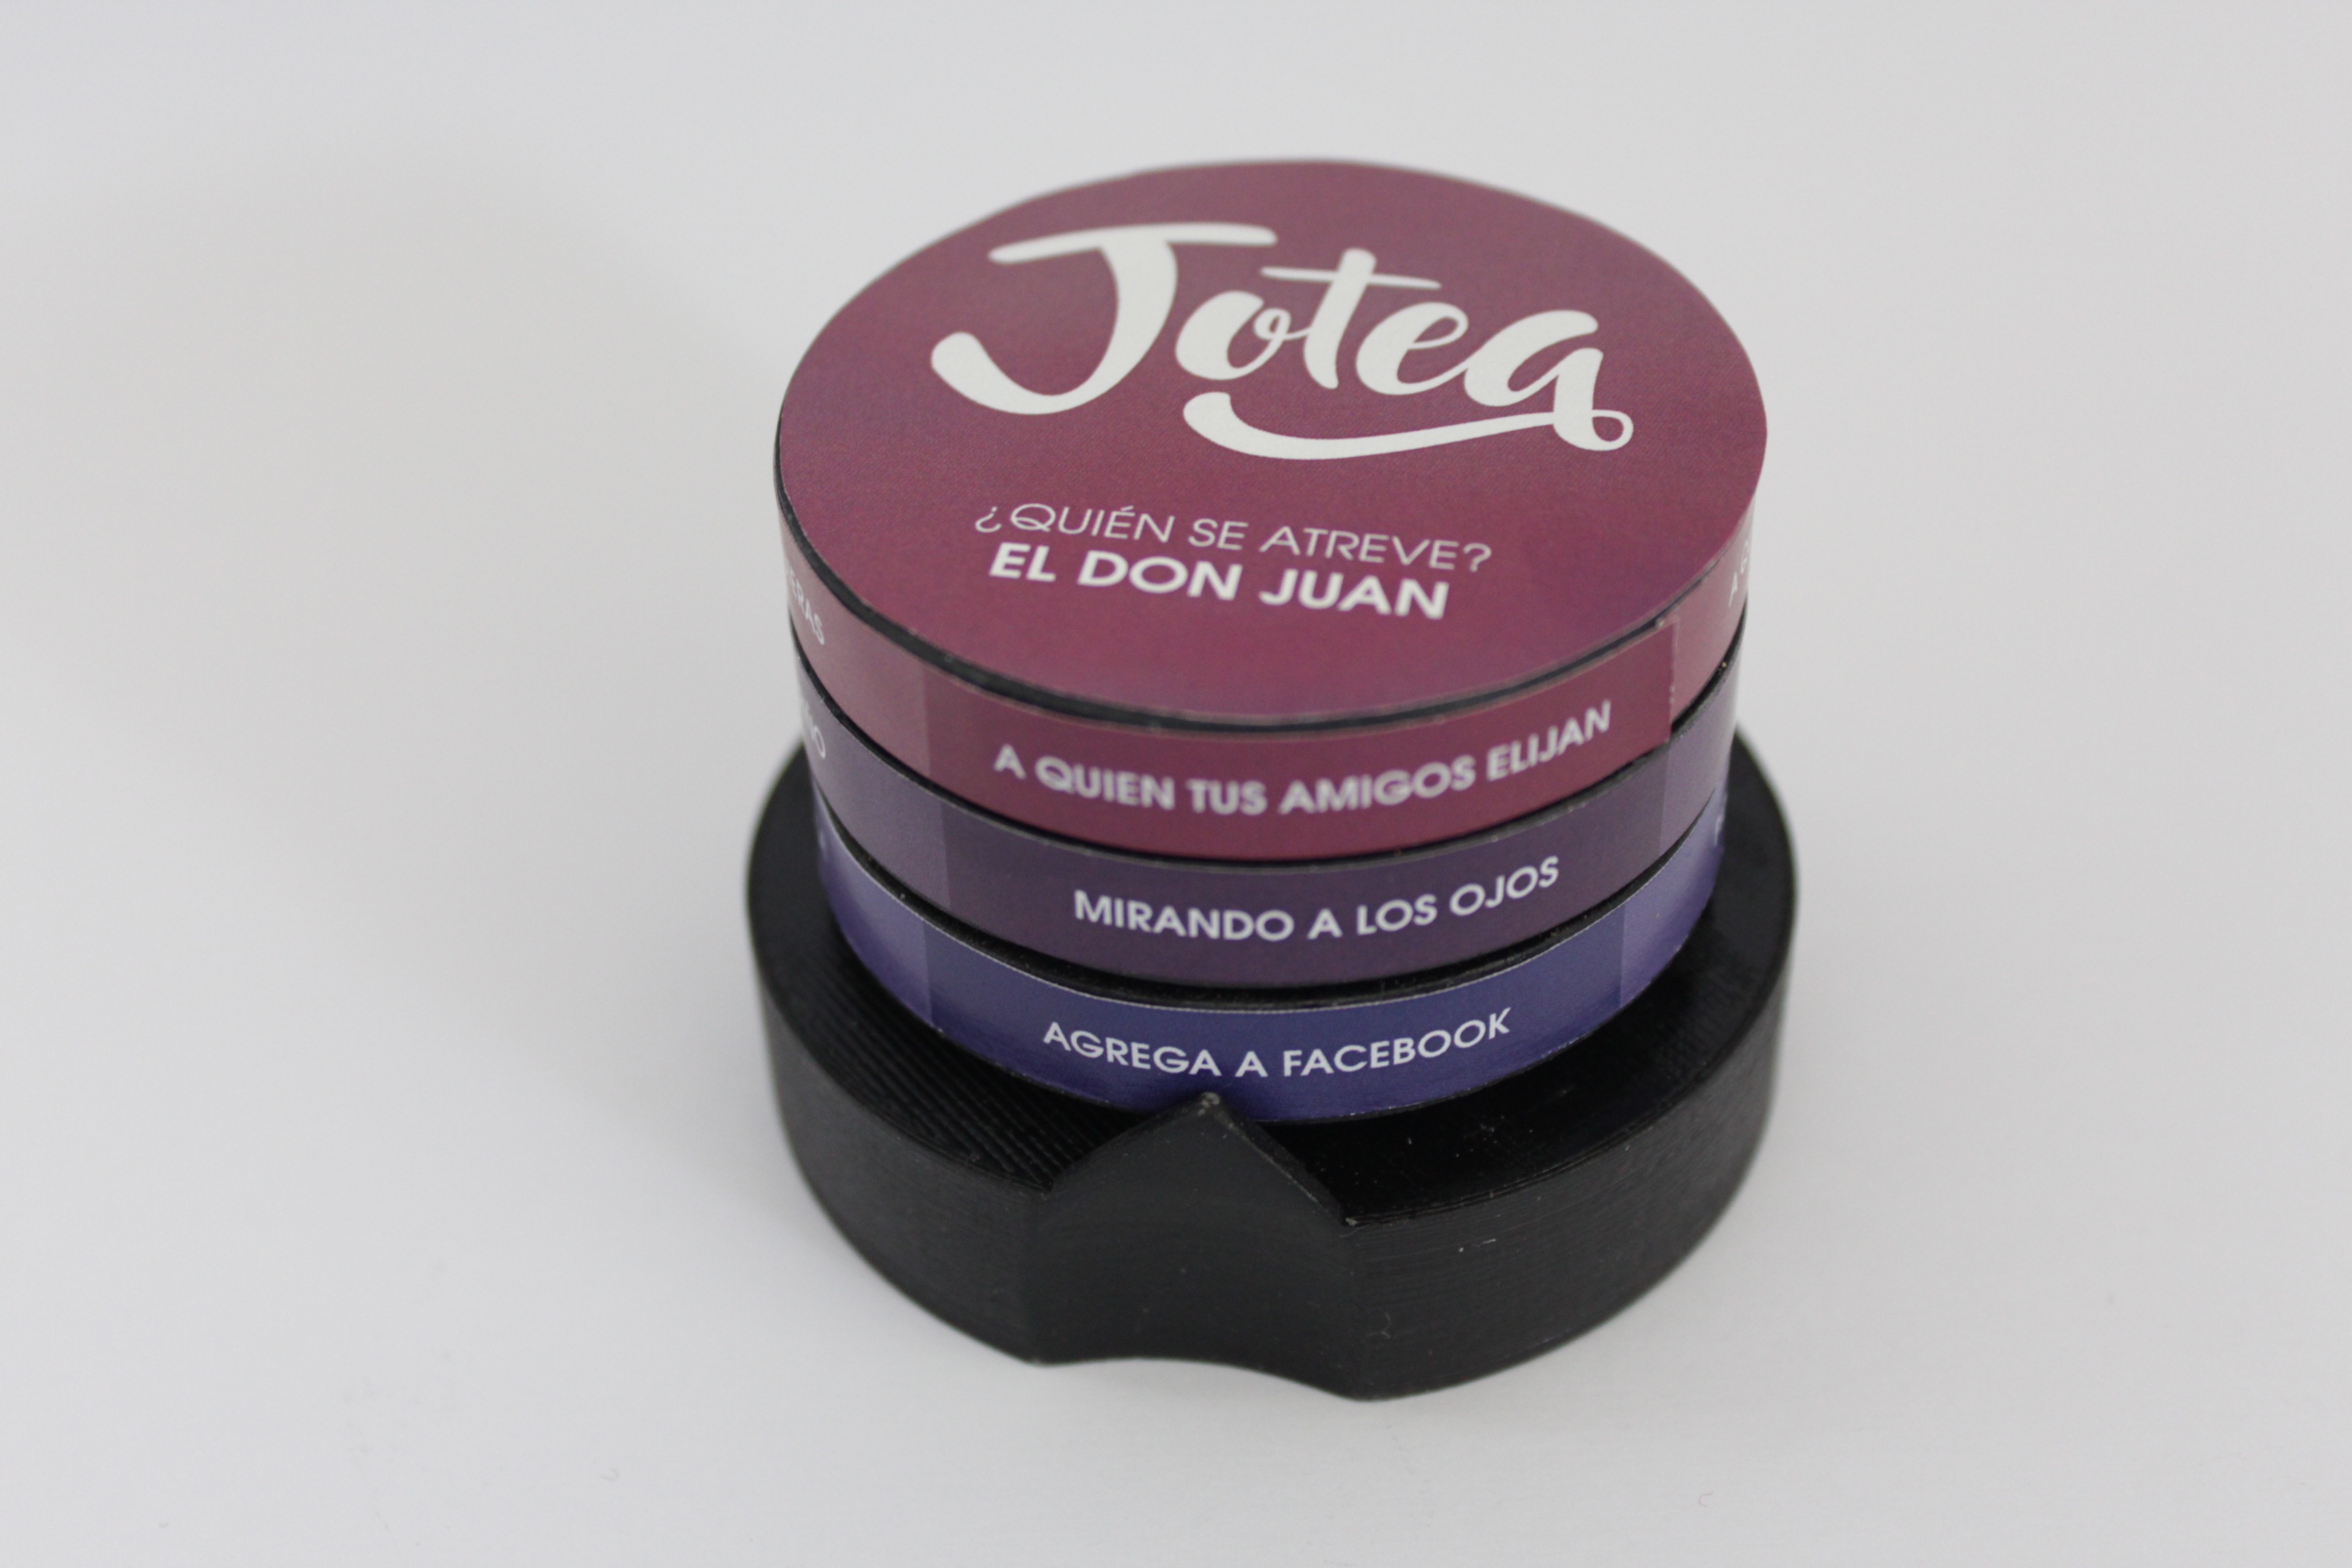 Jotea
¿QUIÉN SE ATREVE?
EL DON JUAN
A QUIEN TUS AMIGOS ELIJAN
MIRANDO A LOS OJOS
AGREGA A FACEBOOK